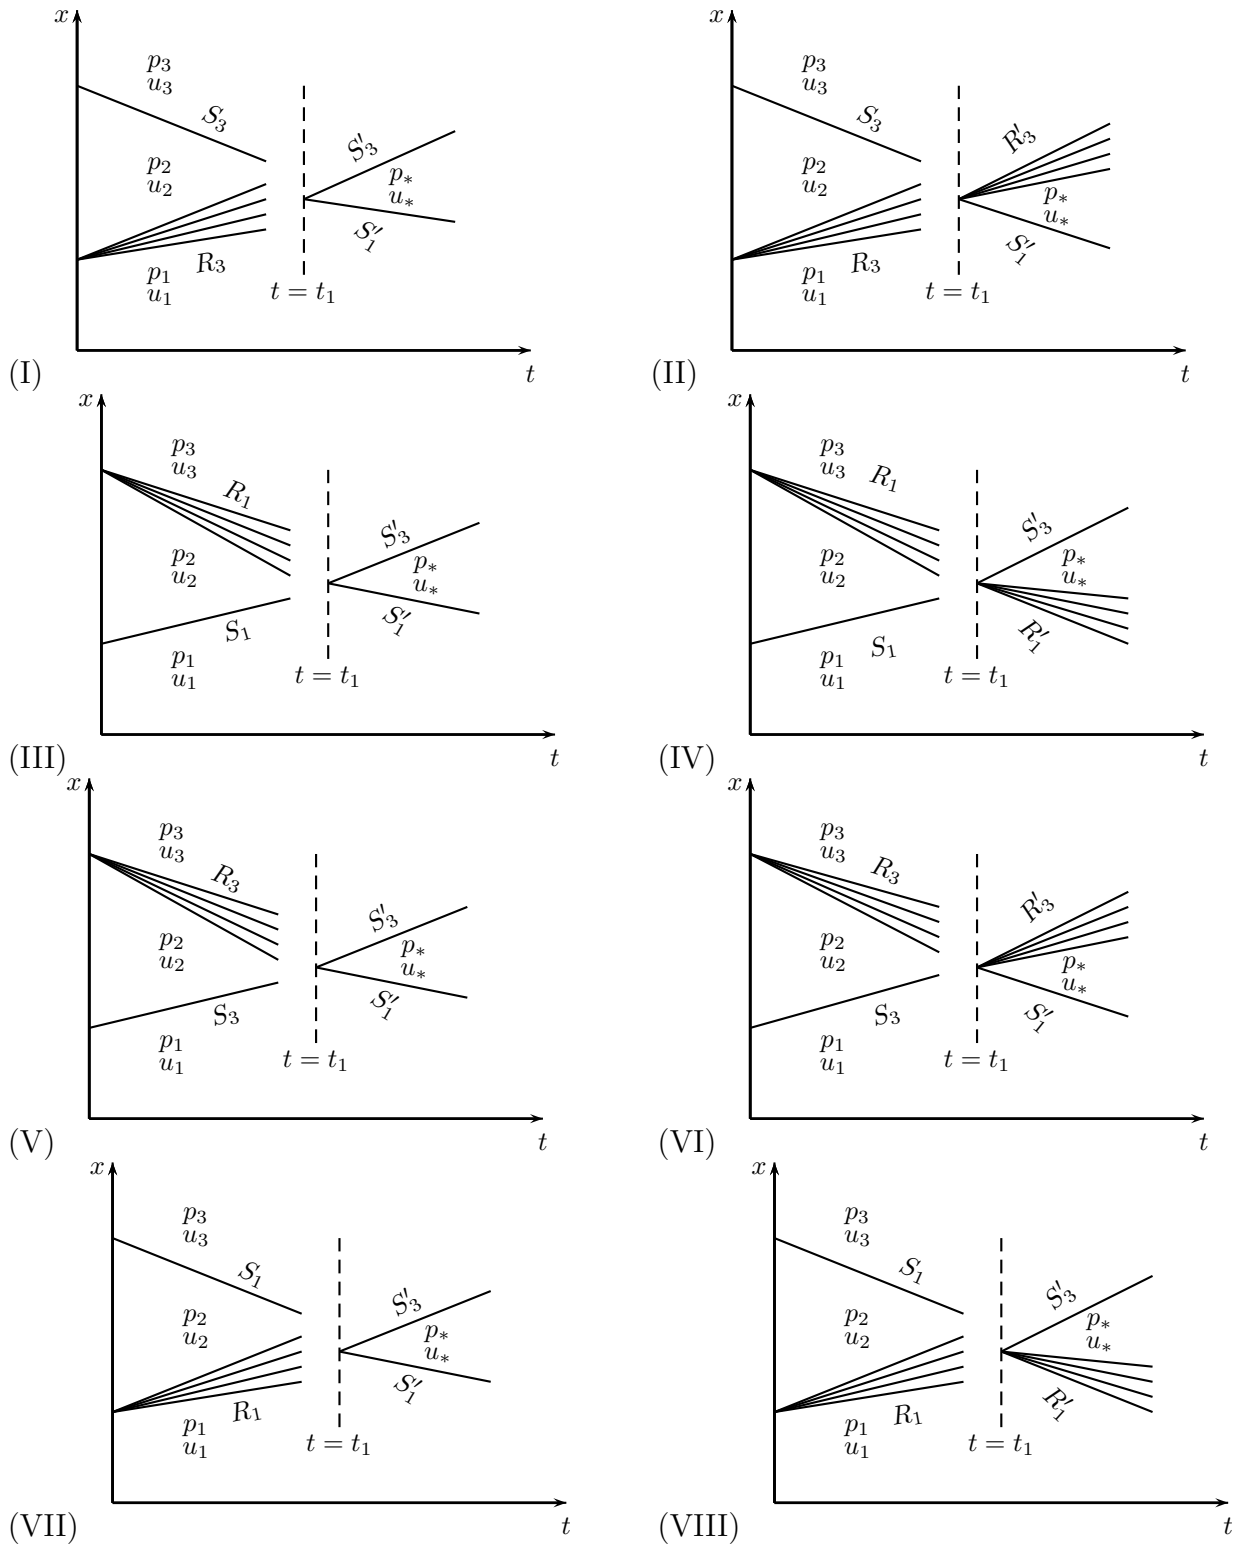 x
p₃
u₃
S₃
p₂
u₂
S′₃
p∗
u∗
S′₁
R₃
p₁
u₁
t = t₁
(I)
t
x
p₃
u₃
S₃
p₂
u₂
R′₃
p∗
u∗
S′₁
R₃
p₁
u₁
t = t₁
(II)
t
x
p₃
u₃
R₁
p₂
u₂
S′₃
p∗
u∗
S′₁
S₁
p₁
u₁
t = t₁
(III)
t
x
p₃
u₃
R₁
p₂
u₂
S′₃
p∗
u∗
R′₁
S₁
p₁
u₁
t = t₁
(IV)
t
x
p₃
u₃
R₃
p₂
u₂
S′₃
p∗
u∗
S′₁
S₃
p₁
u₁
t = t₁
(V)
t
x
p₃
u₃
R₃
p₂
u₂
R′₃
p∗
u∗
S′₁
S₃
p₁
u₁
t = t₁
(VI)
t
x
p₃
u₃
S₁
p₂
u₂
S′₃
p∗
u∗
S′₁
R₁
p₁
u₁
t = t₁
(VII)
t
x
p₃
u₃
S₁
p₂
u₂
S′₃
p∗
u∗
R′₁
R₁
p₁
u₁
t = t₁
(VIII)
t